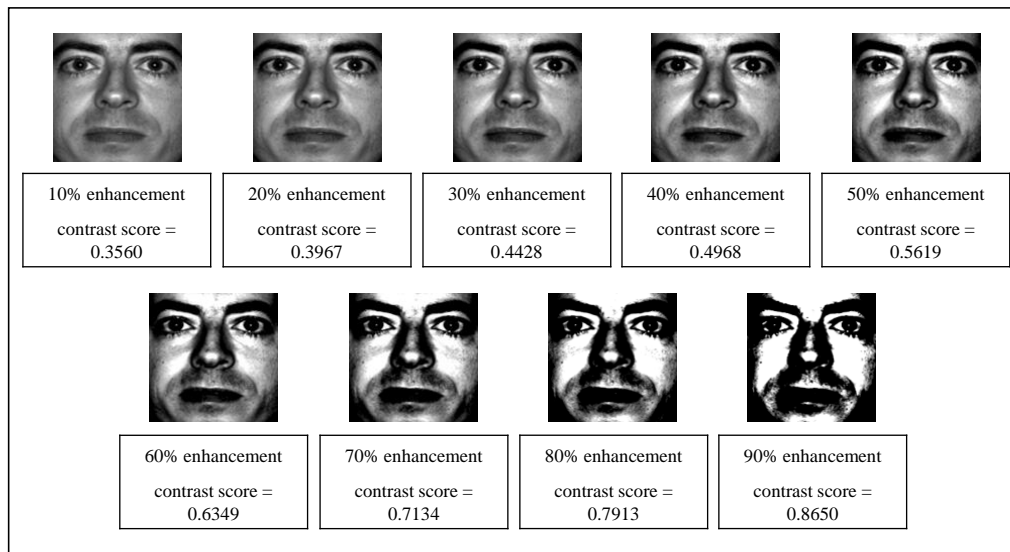 10% enhancement
contrast score =
0.3560
20% enhancement
contrast score =
0.3967
30% enhancement
contrast score =
0.4428
40% enhancement
contrast score =
0.4968
50% enhancement
contrast score =
0.5619
60% enhancement
contrast score =
0.6349
70% enhancement
contrast score =
0.7134
80% enhancement
contrast score =
0.7913
90% enhancement
contrast score =
0.8650